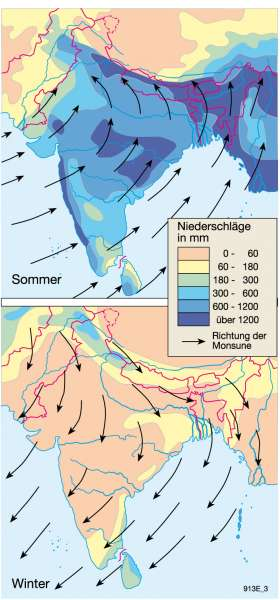 Sommer
Niederschläge
in mm
0 - 60
60 - 180
180 - 300
300 - 600
600 - 1200
über 1200
Richtung der
Monsune
Winter
913E_3